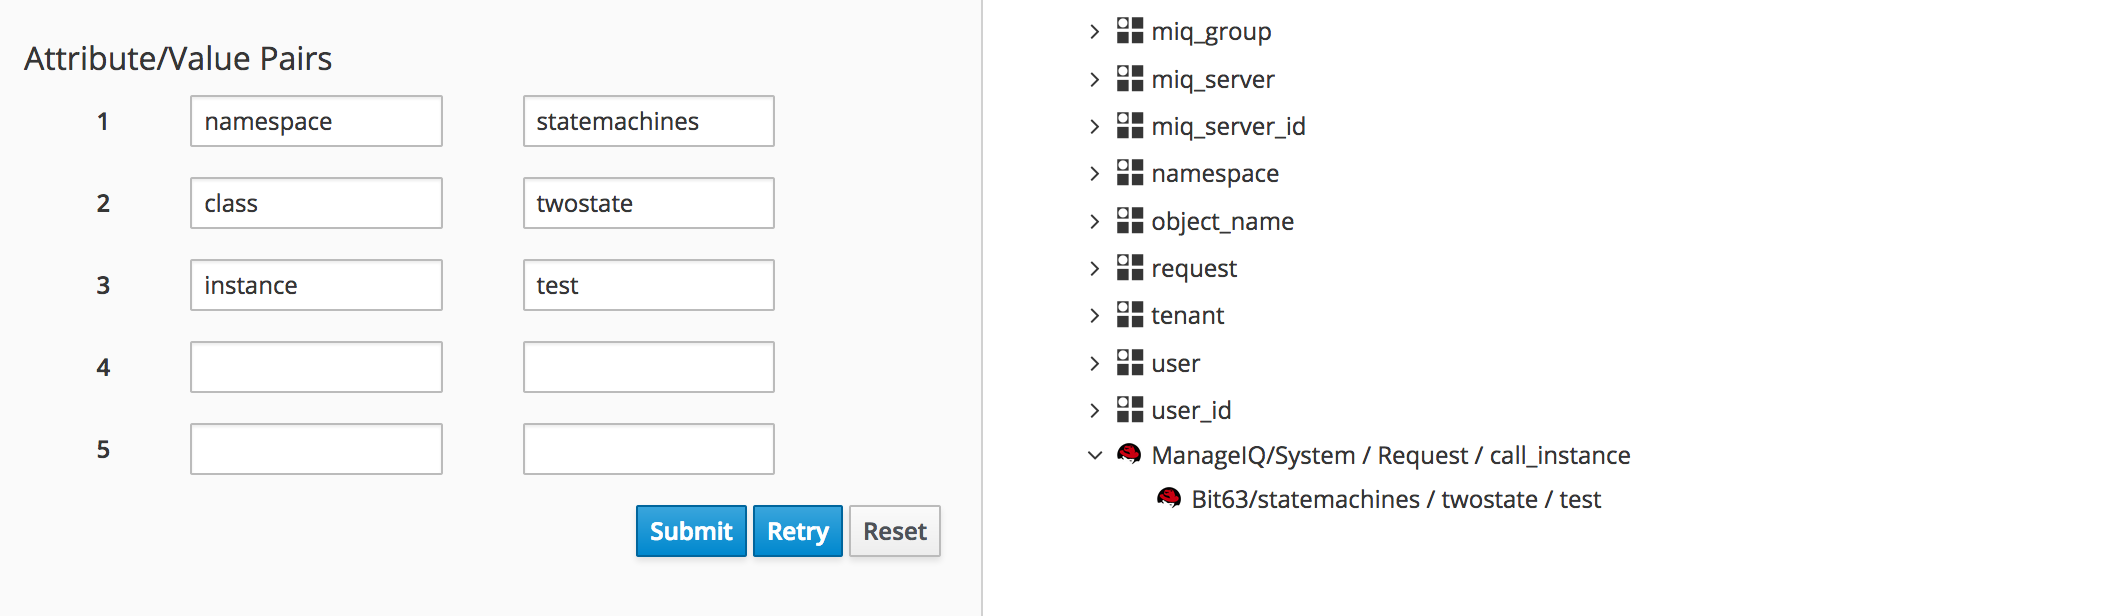 Attribute/Value Pairs
1 namespace statemachines
2 class twostate
3 instance test
4
5
Submit Retry Reset
miq_group
miq_server
miq_server_id
namespace
object_name
request
tenant
user
user_id
ManageIQ/System / Request / call_instance
Bit63/statemachines / twostate / test